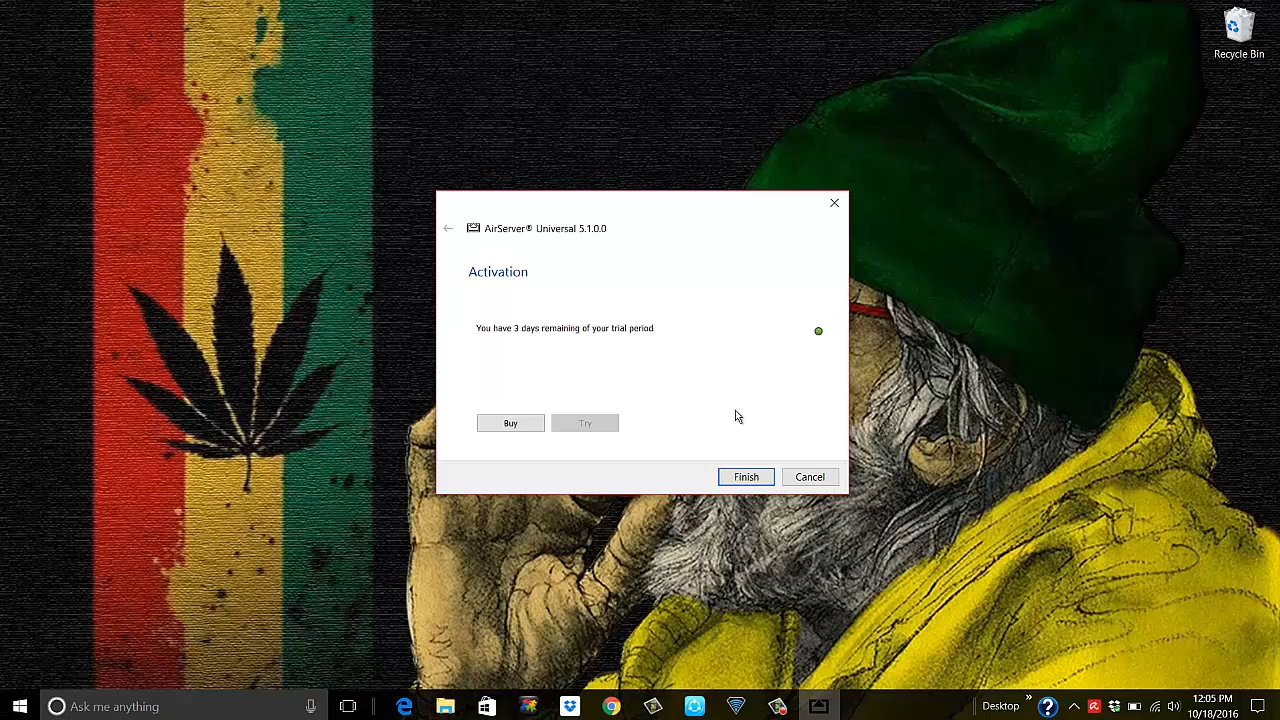 Recycle Bin
AirServer® Universal 5.1.0.0
Activation
You have 3 days remaining of your trial period
Buy
Try
Finish
Cancel
Ask me anything
Desktop
»
12:05 PM
10/18/2016